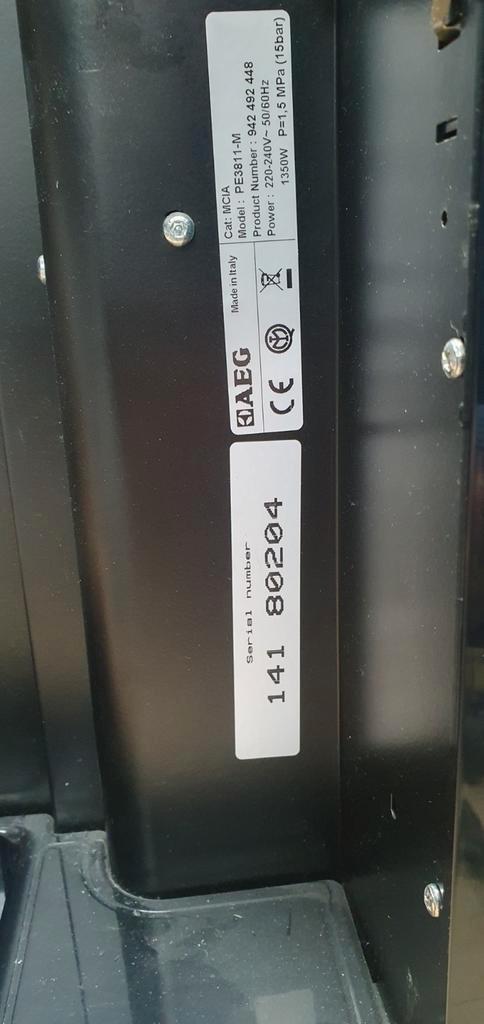 AEG
Made in Italy
Cat: MCIA
Model : PE3811-M
Product Number : 942 492 448
Power : 220-240V~ 50/60Hz
1350W P=1,5 MPa (15bar)
CE
Serial number
141 80204